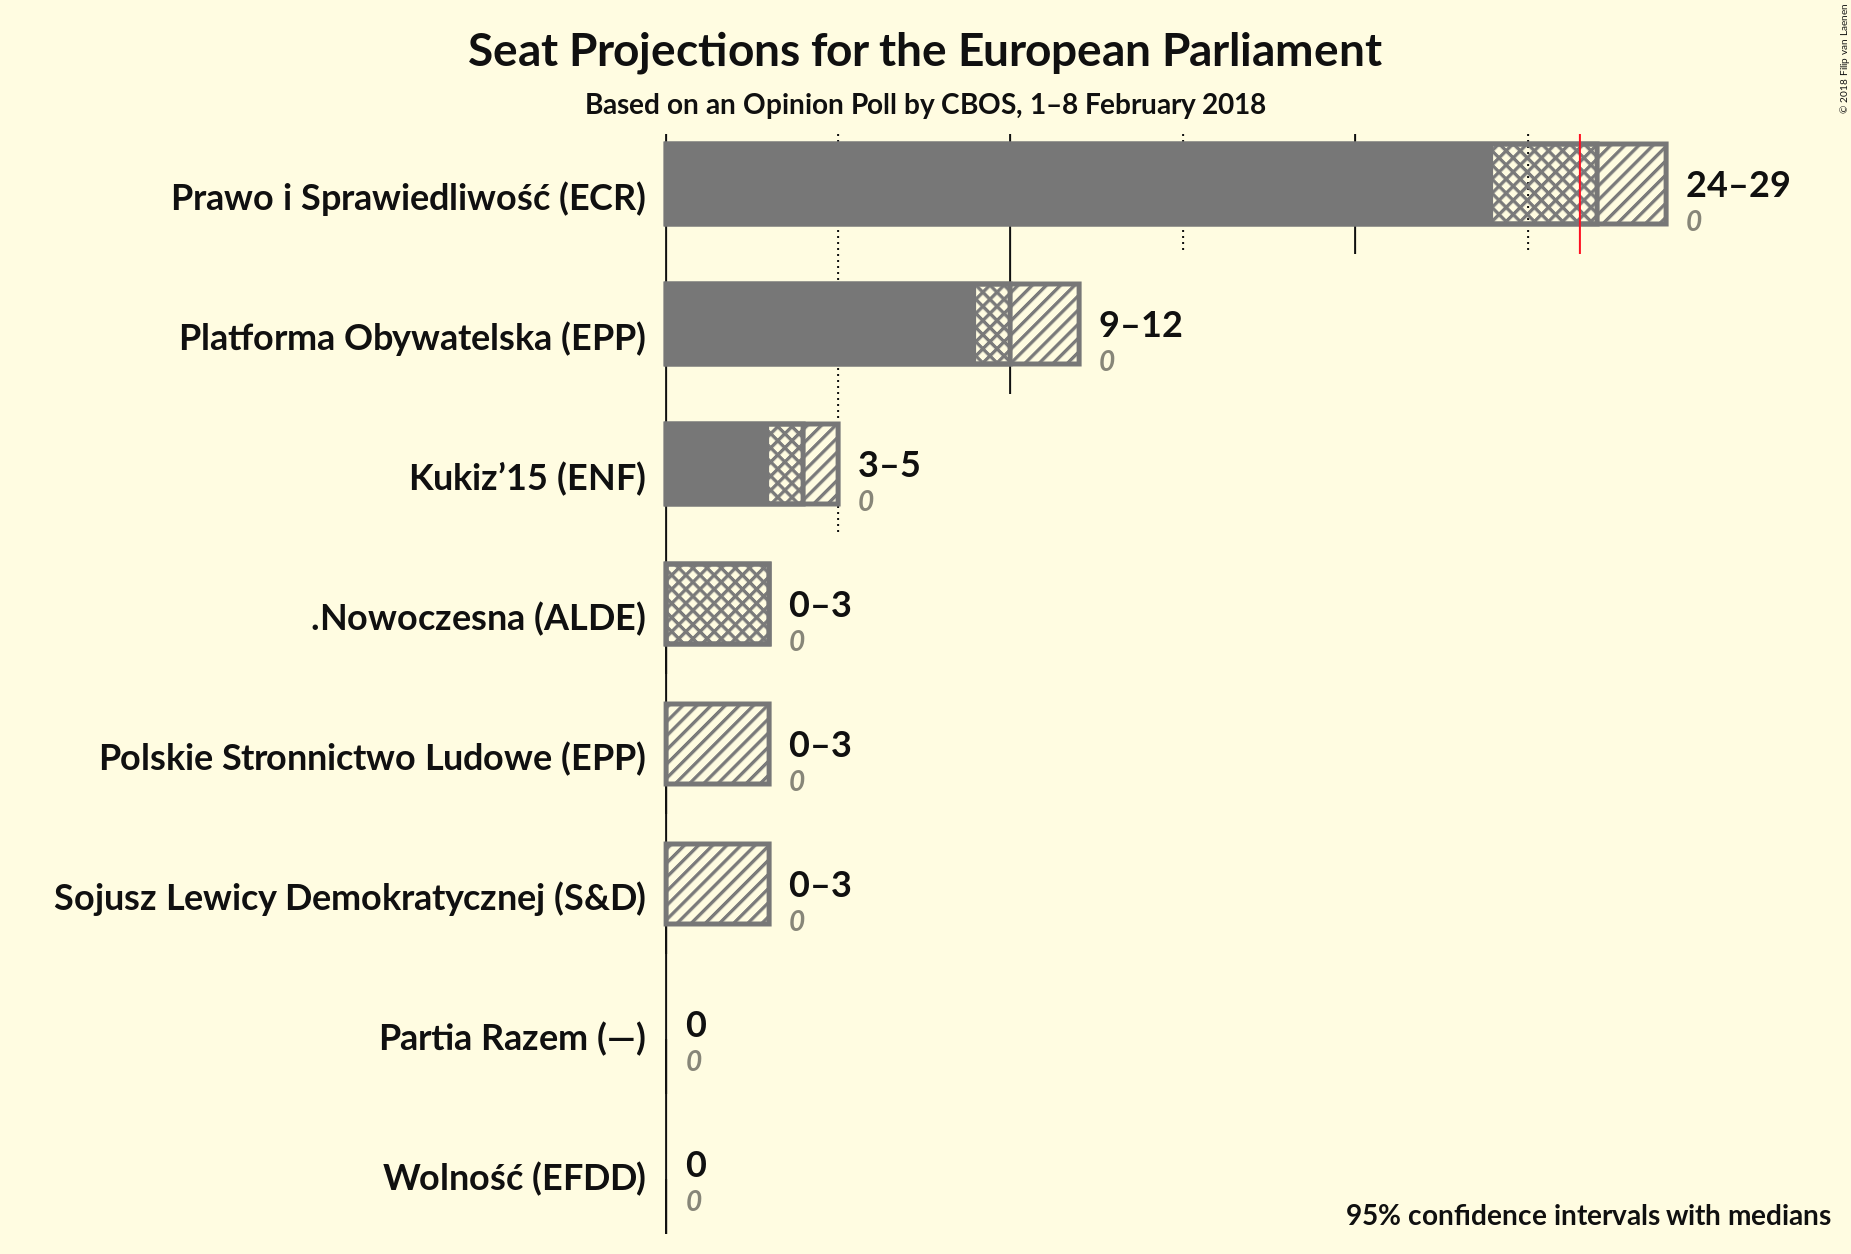 Seat Projections for the European Parliament
Based on an Opinion Poll by CBOS, 1–8 February 2018
© 2018 Filip van Laenen
Prawo i Sprawiedliwość (ECR)
24–29
0
Platforma Obywatelska (EPP)
9–12
0
Kukiz’15 (ENF)
3–5
0
.Nowoczesna (ALDE)
0–3
0
Polskie Stronnictwo Ludowe (EPP)
0–3
0
Sojusz Lewicy Demokratycznej (S&D)
0–3
0
Partia Razem (—)
0
0
Wolność (EFDD)
0
0
95% confidence intervals with medians